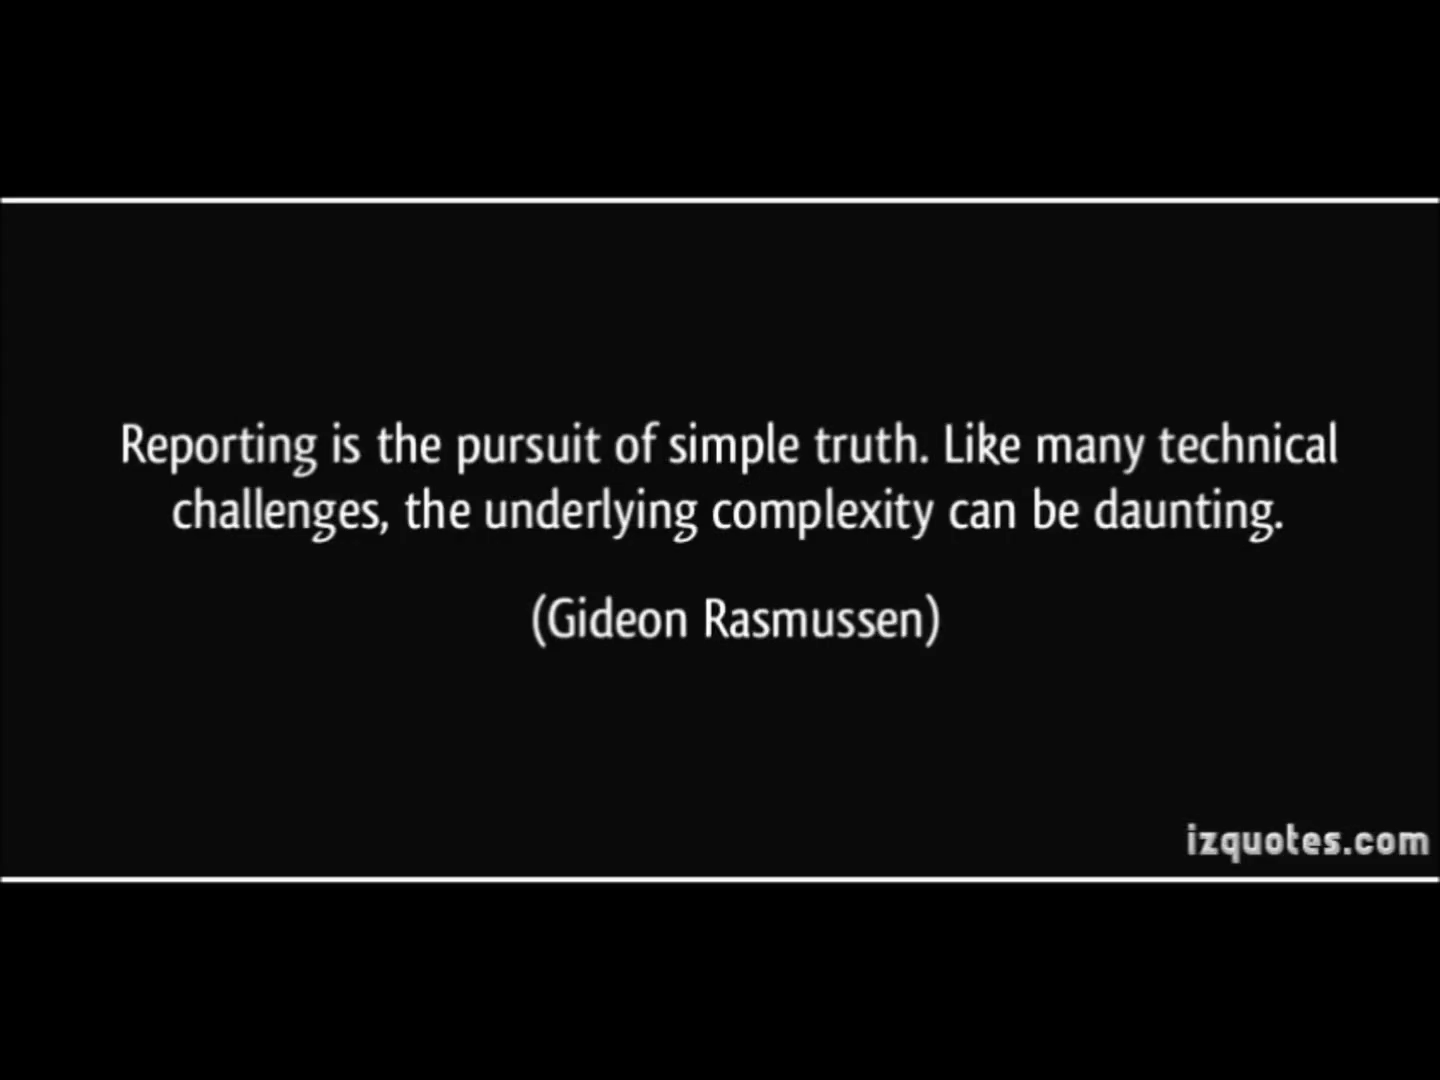 Reporting is the pursuit of simple truth. Like many technical
challenges, the underlying complexity can be daunting.
(Gideon Rasmussen)
izquotes.com